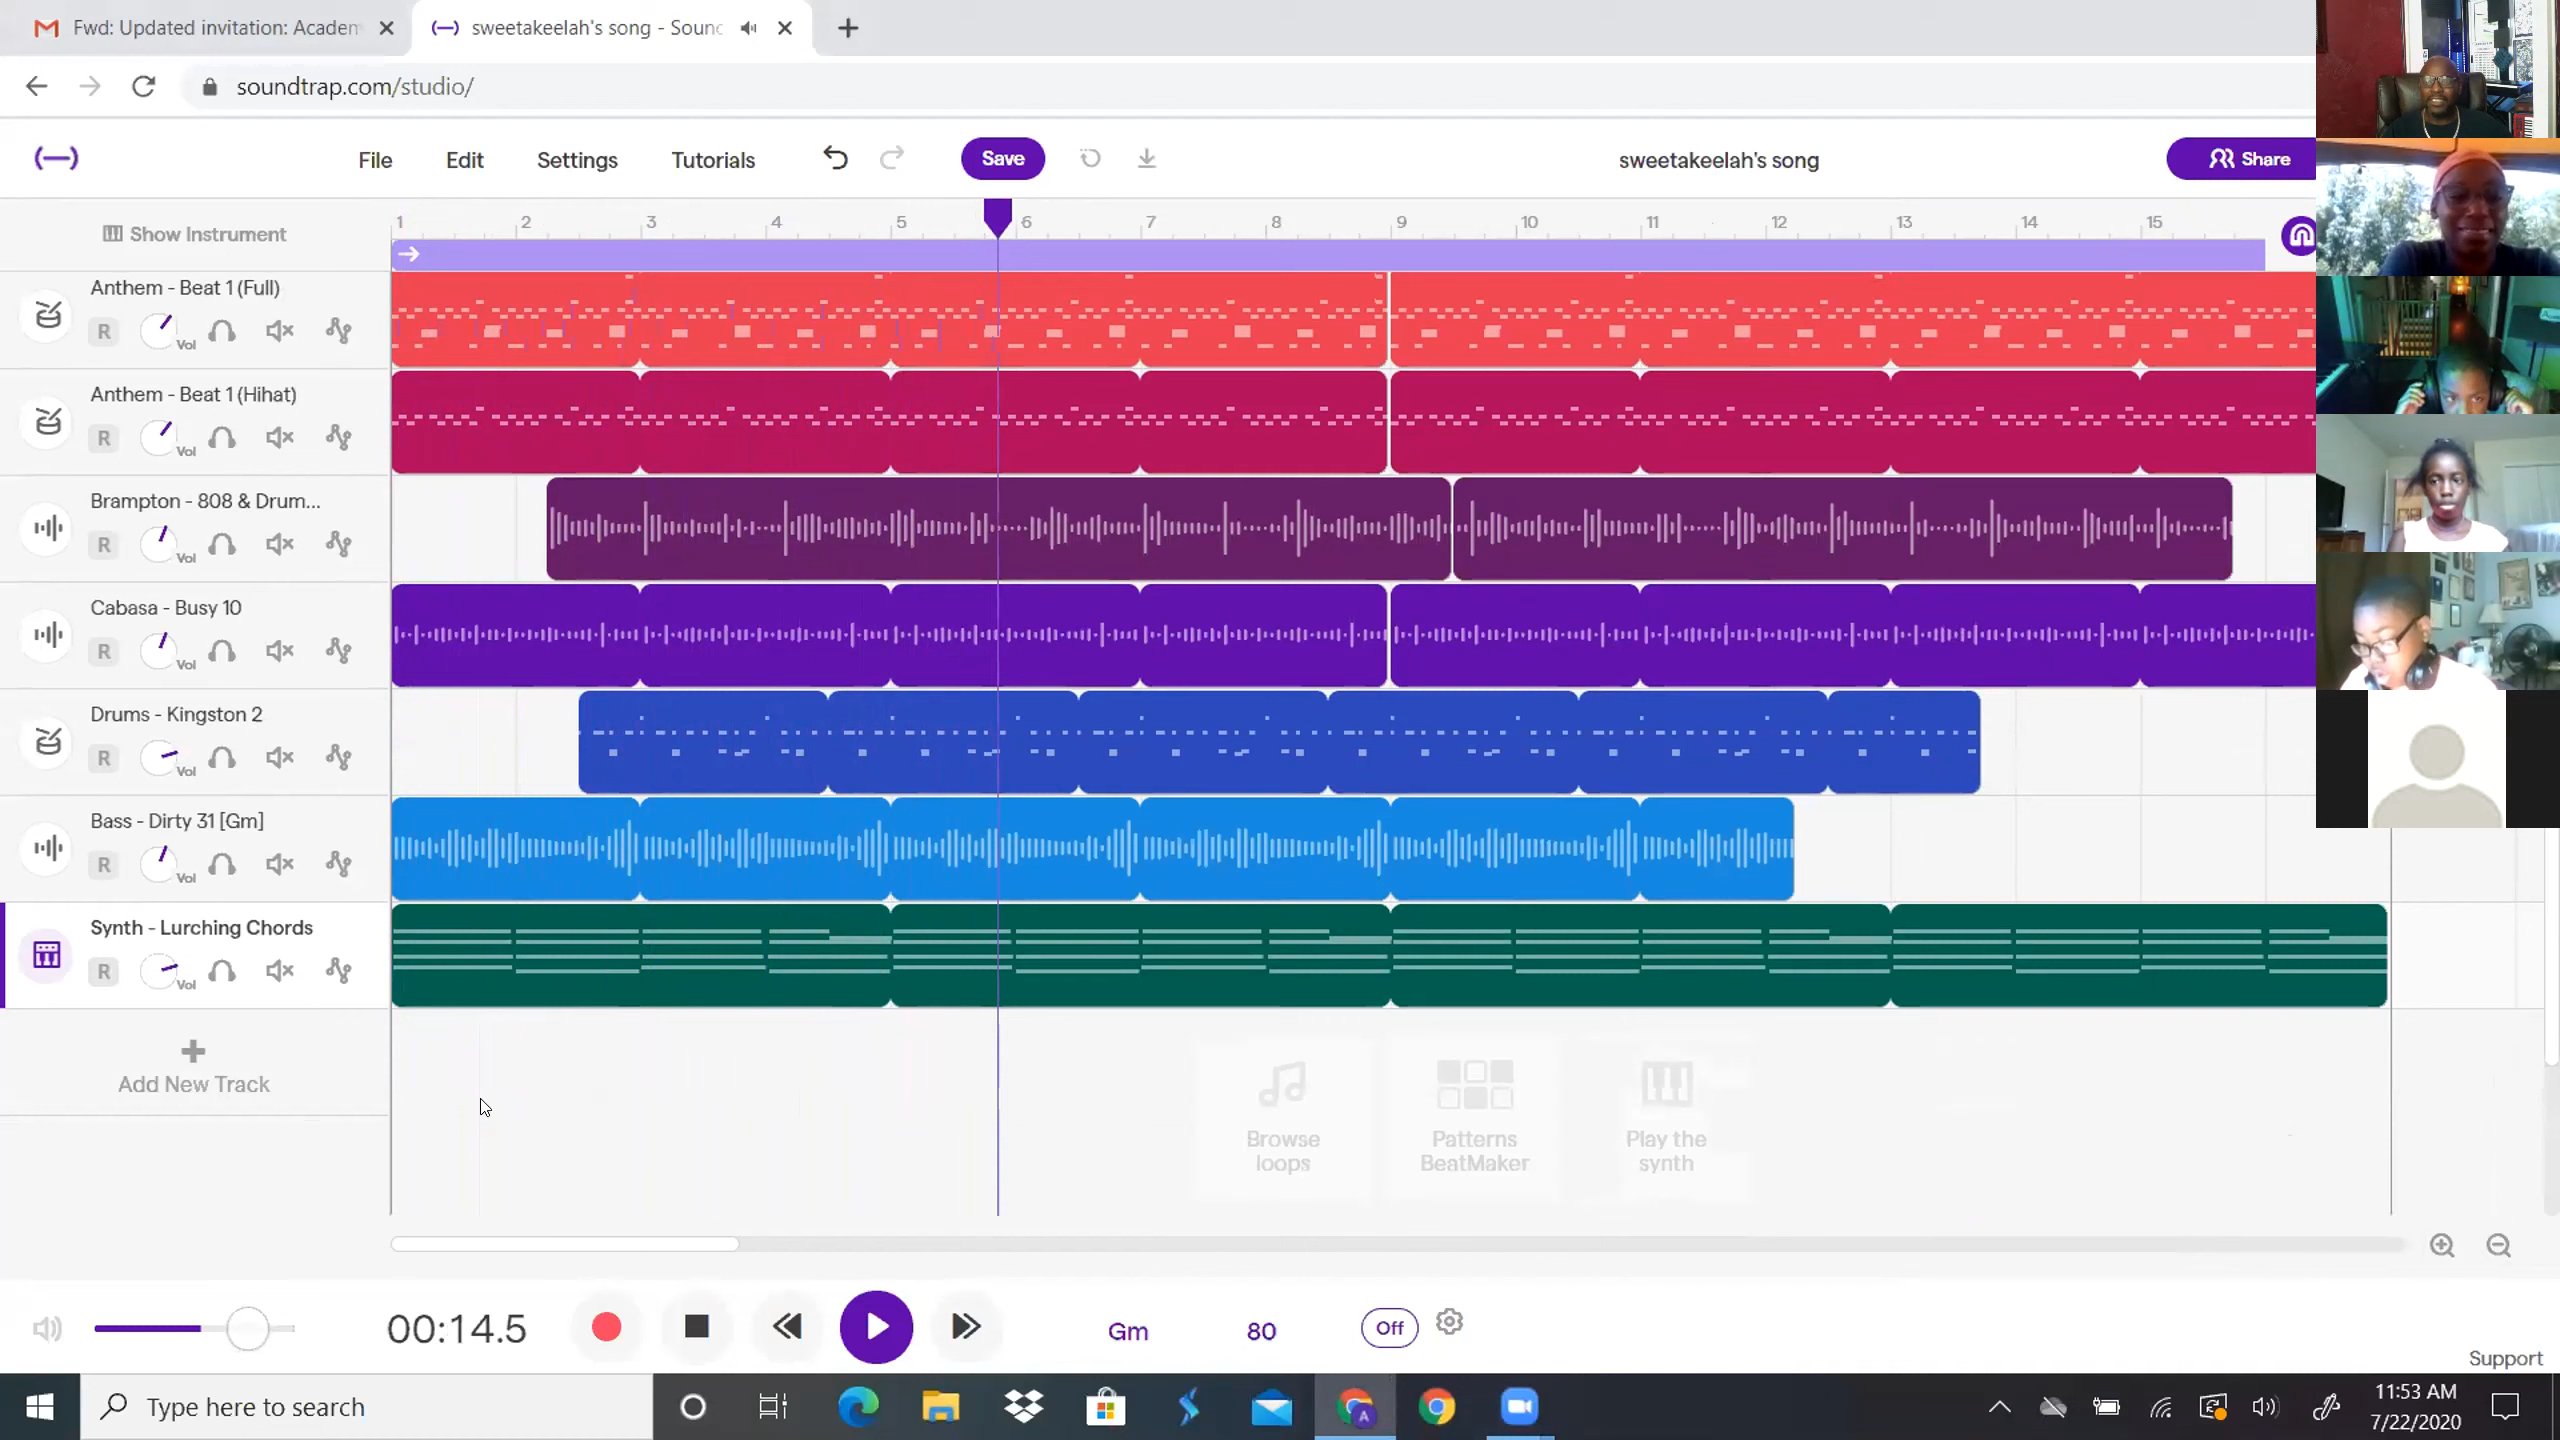 Fwd: Updated invitation: Academ
sweetakeelah's song - Sounc
soundtrap.com/studio/
File Edit Settings Tutorials Save sweetakeelah's song Share
Show Instrument
1 2 3 4 5 6 7 8 9 10 11 12 13 14 15
Anthem - Beat 1 (Full)
R Vol
Anthem - Beat 1 (Hihat)
R Vol
Brampton - 808 & Drum...
R Vol
Cabasa - Busy 10
R Vol
Drums - Kingston 2
R Vol
Bass - Dirty 31 [Gm]
R Vol
Synth - Lurching Chords
R Vol
Add New Track
Browse loops
Patterns BeatMaker
Play the synth
00:14.5 Gm 80 Off
Support
Type here to search
A
11:53 AM
7/22/2020